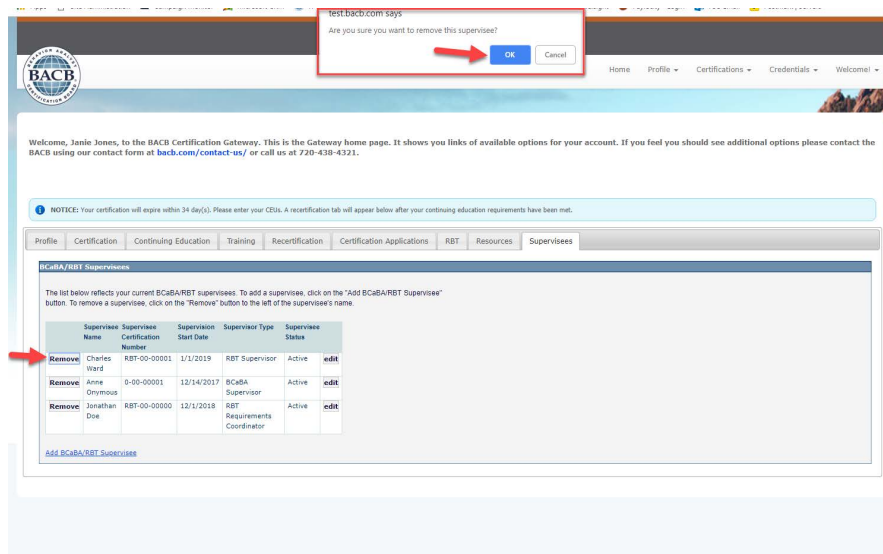 test.bacb.com says
Are you sure you want to remove this supervisee?
OK Cancel
BEHAVIOR ANALYST
BACB
CERTIFICATION BOARD
Home Profile Certifications Credentials Welcome!
Welcome, Janie Jones, to the BACB Certification Gateway. This is the Gateway home page. It shows you links of available options for your account. If you feel you should see additional options please contact the
BACB using our contact form at bacb.com/contact-us/ or call us at 720-438-4321.
NOTICE: Your certification will expire within 34 day(s). Please enter your CEUs. A recertification tab will appear below after your continuing education requirements have been met.
Profile Certification Continuing Education Training Recertification Certification Applications RBT Resources Supervisees
BCaBA/RBT Supervisees
The list below reflects your current BCaBA/RBT supervisees. To add a supervisee, click on the "Add BCaBA/RBT Supervisee"
button. To remove a supervisee, click on the "Remove" button to the left of the supervisee's name.
Supervisee Supervisee Supervision Supervisor Type Supervisee
Name Certification Start Date Status
Number
Remove Charles RBT-00-00001 1/1/2019 RBT Supervisor Active edit
Ward
Remove Anne 0-00-00001 12/14/2017 BCaBA Active edit
Onymous Supervisor
Remove Jonathan RBT-00-00000 12/1/2018 RBT Active edit
Doe Requirements
Coordinator
Add BCaBA/RBT Supervisee